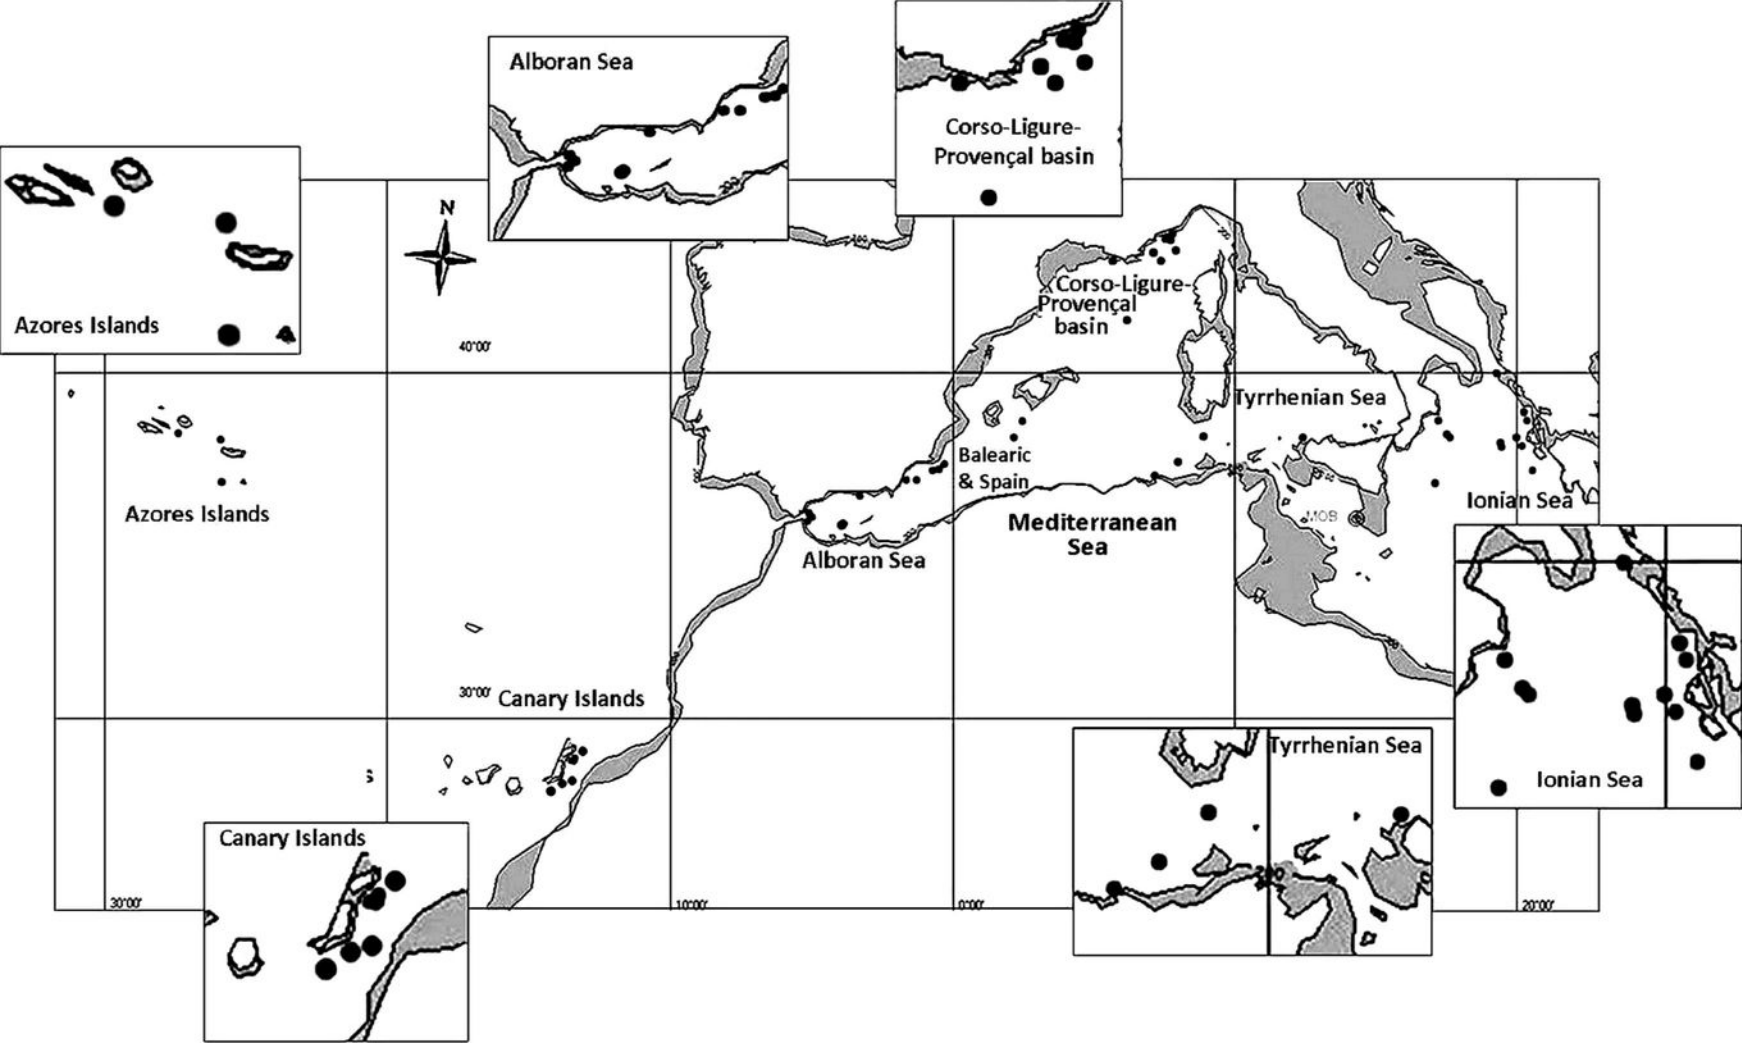 Alboran Sea
Corso-Ligure-
Provençal basin
Azores Islands
N
40°00'
Corso-Ligure-
Provençal
basin
Tyrrhenian Sea
Balearic
& Spain
Azores Islands
Mediterranean
Sea
Ionian Sea
MOB
Alboran Sea
30°00'
Canary Islands
s
Tyrrhenian Sea
Ionian Sea
Canary Islands
30°00'
10°00'
0°00'
20°00'